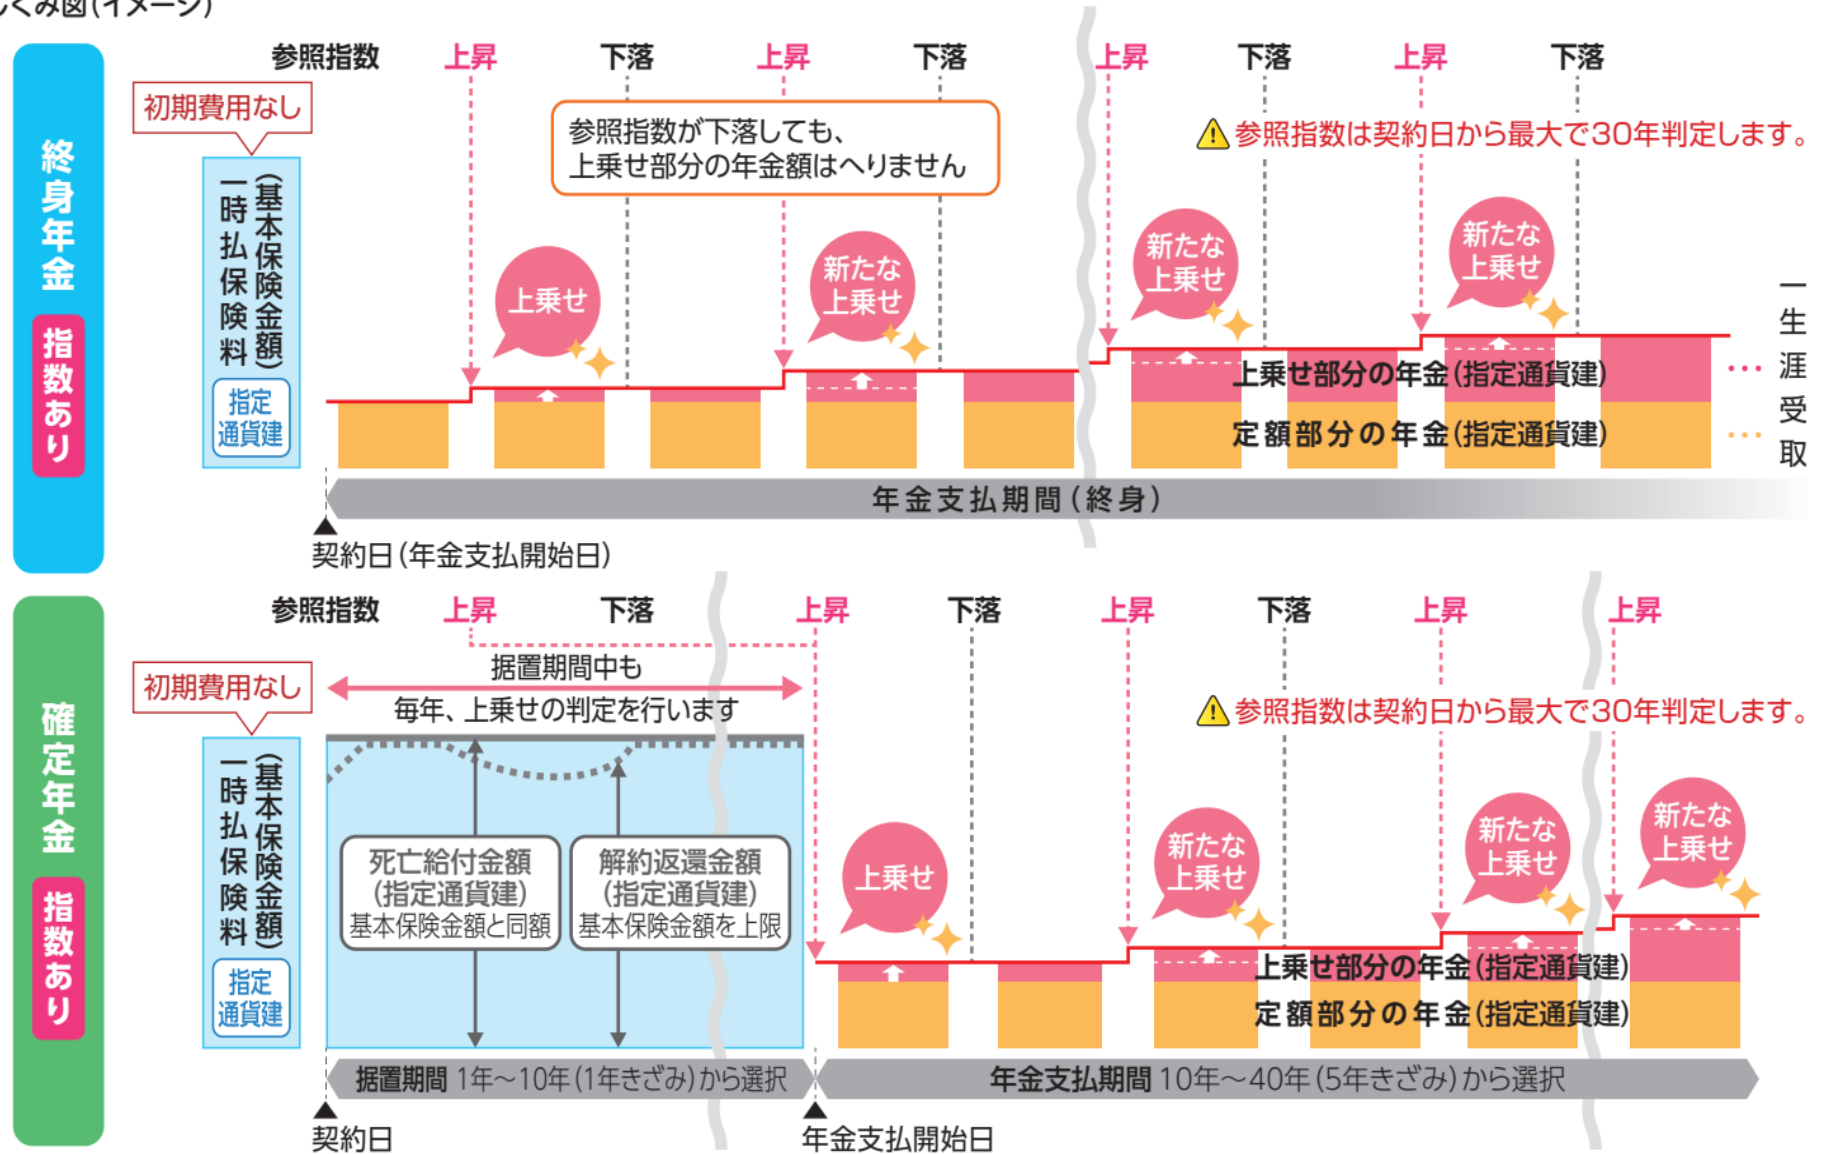 しくみ図(イメージ)
終身年金
指数あり
参照指数 上昇 下落 上昇 下落 上昇 下落 上昇 下落
初期費用なし
一時払保険料
(基本保険金額)
指定
通貨建
参照指数が下落しても、
上乗せ部分の年金額はへりません
参照指数は契約日から最大で30年判定します。
上乗せ
新たな
上乗せ
新たな
上乗せ
新たな
上乗せ
上乗せ部分の年金(指定通貨建)
定額部分の年金(指定通貨建)
…
…
一生涯受取
年金支払期間(終身)
契約日(年金支払開始日)
確定年金
指数あり
参照指数 上昇 下落 上昇 下落 上昇 下落 上昇 上昇
初期費用なし
一時払保険料
(基本保険金額)
指定
通貨建
据置期間中も
毎年、上乗せの判定を行います
参照指数は契約日から最大で30年判定します。
死亡給付金額
(指定通貨建)
基本保険金額と同額
解約返還金額
(指定通貨建)
基本保険金額を上限
上乗せ
新たな
上乗せ
新たな
上乗せ
新たな
上乗せ
上乗せ部分の年金(指定通貨建)
定額部分の年金(指定通貨建)
据置期間 1年~10年(1年きざみ)から選択
年金支払期間 10年~40年(5年きざみ)から選択
契約日
年金支払開始日